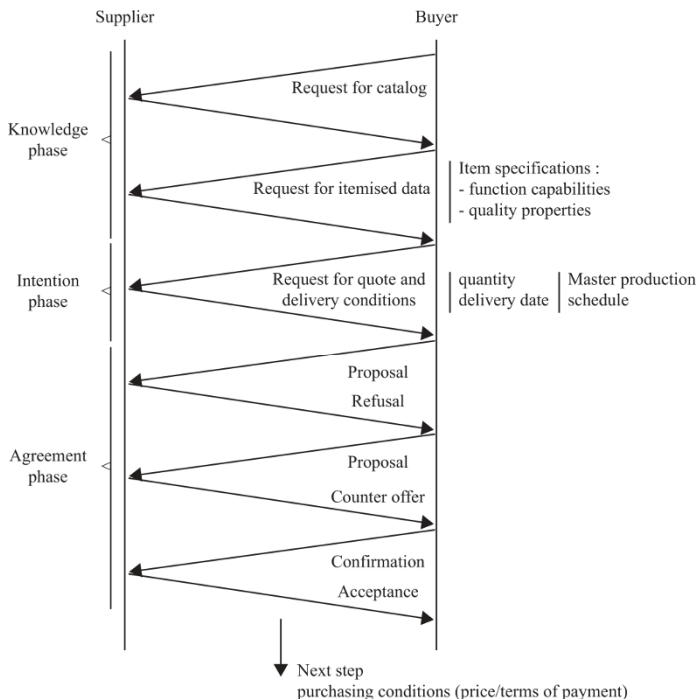 Supplier
Buyer
Request for catalog
Knowledge
phase
Request for itemised data
Item specifications :
- function capabilities
- quality properties
Intention
phase
Request for quote and
delivery conditions
quantity
delivery date
Master production
schedule
Proposal
Refusal
Agreement
phase
Proposal
Counter offer
Confirmation
Acceptance
Next step
purchasing conditions (price/terms of payment)